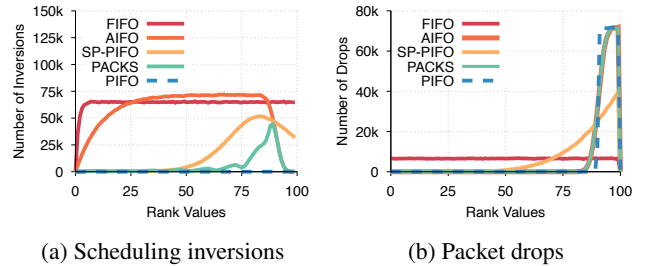 150k
125k
100k
75k
50k
25k
0
Number of Inversions
FIFO
AIFO
SP-PIFO
PACKS
PIFO
0 25 50 75 100
Rank Values
(a) Scheduling inversions
80k
60k
40k
20k
0
Number of Drops
FIFO
AIFO
SP-PIFO
PACKS
PIFO
0 25 50 75 100
Rank Values
(b) Packet drops